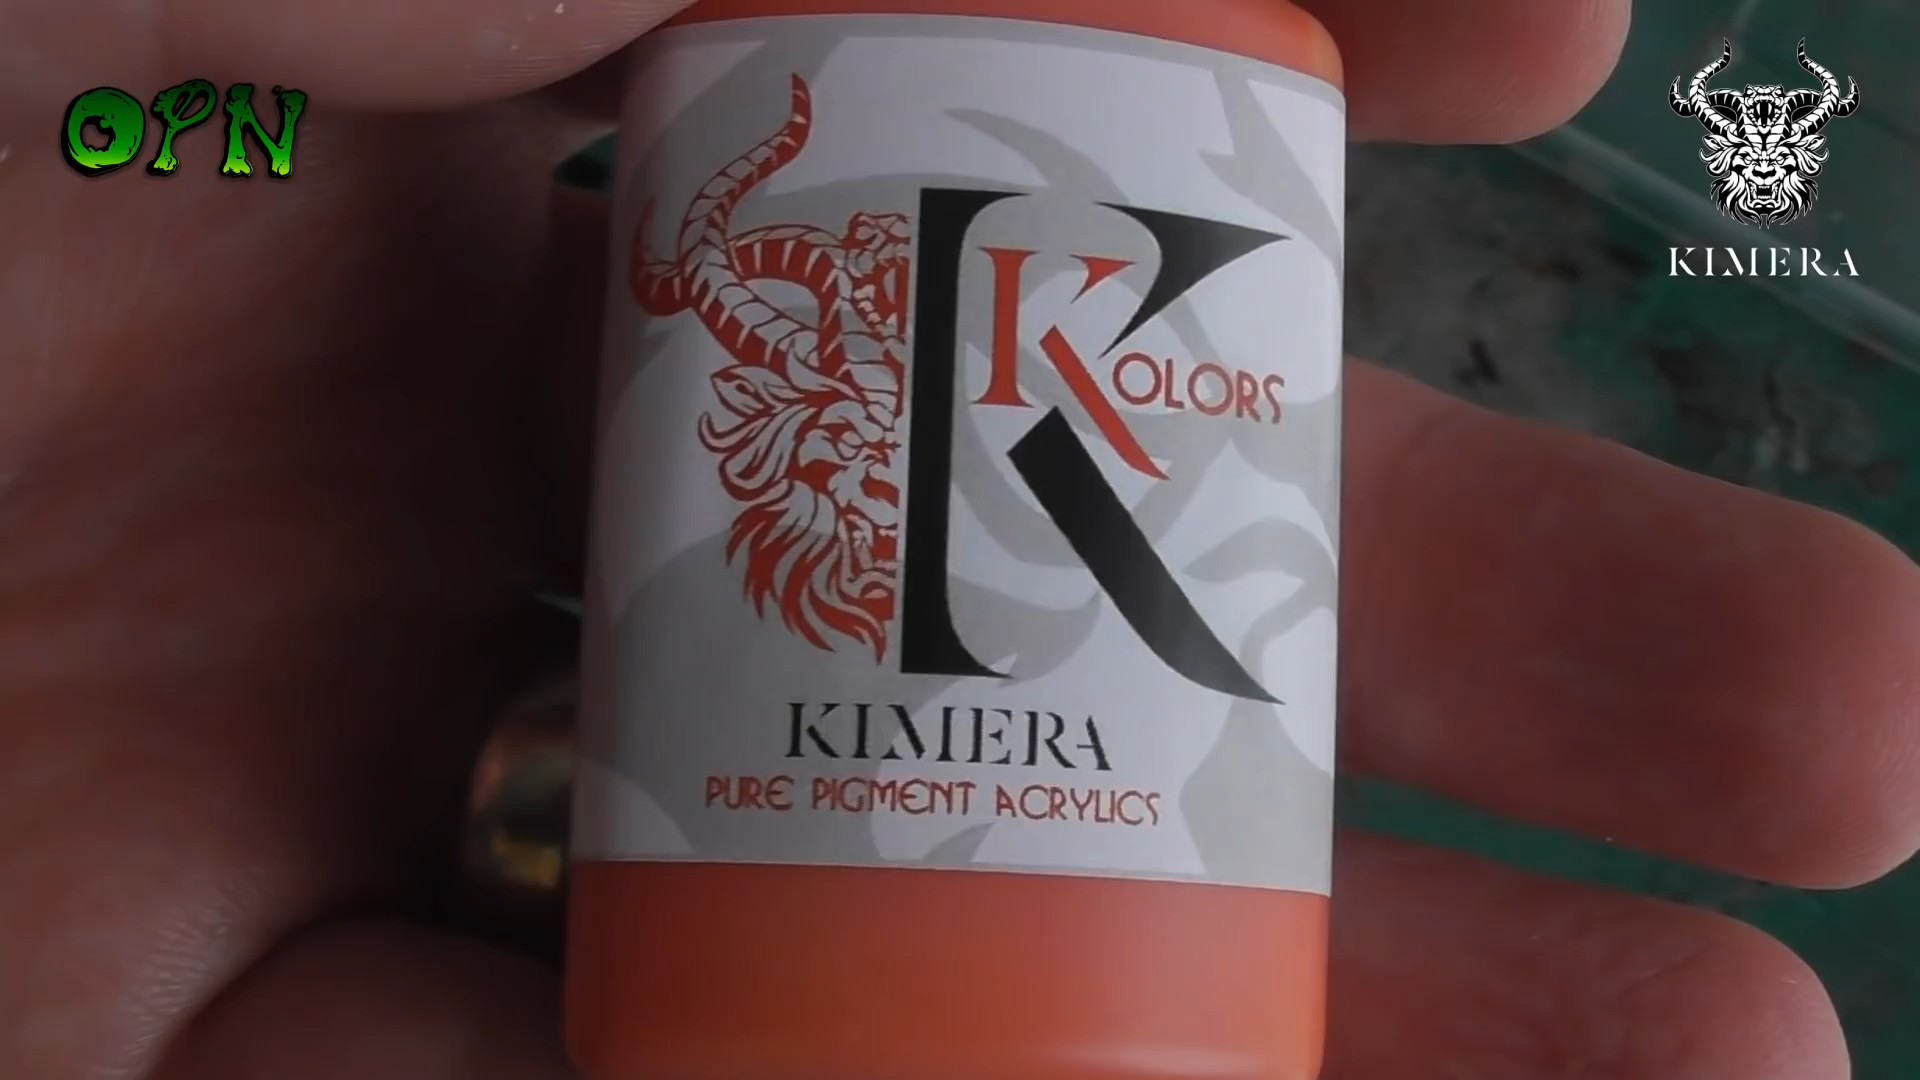 OPN
KIMERA
K
KOLORS
KIMERA
PURE PIGMENT ACRYLICS